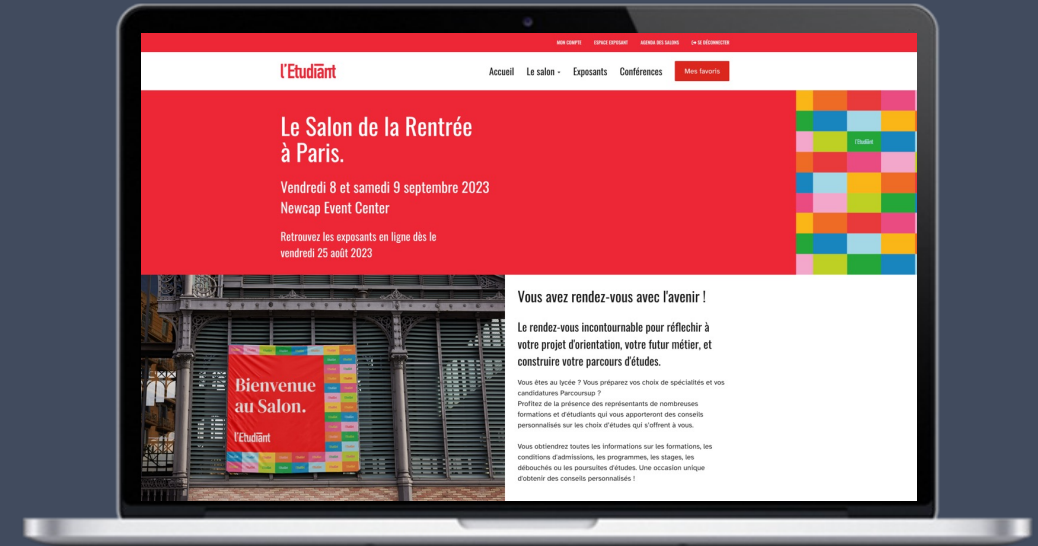 MON COMPTE ESPACE EXPOSANT AGENDA DES SALONS SE DÉCONNECTER
l'Etudiant Accueil Le salon Exposants Conférences Mes favoris
Le Salon de la Rentrée
à Paris.
Vendredi 8 et samedi 9 septembre 2023
Newcap Event Center
Retrouvez les exposants en ligne dès le
vendredi 25 août 2023
l'Etudiant
Bienvenue
au Salon.
l'Etudiant
Vous avez rendez-vous avec l'avenir !
Le rendez-vous incontournable pour réflechir à
votre projet d'orientation, votre futur métier, et
construire votre parcours d'études.
Vous êtes au lycée ? Vous préparez vos choix de spécialités et vos
candidatures Parcoursup ?
Profitez de la présence des représentants de nombreuses
formations et d'étudiants qui vous apporteront des conseils
personnalisés sur les choix d'études qui s'offrent à vous.
Vous obtiendrez toutes les informations sur les formations, les
conditions d'admissions, les programmes, les stages, les
débouchés ou les poursuites d'études. Une occasion unique
d'obtenir des conseils personnalisés !